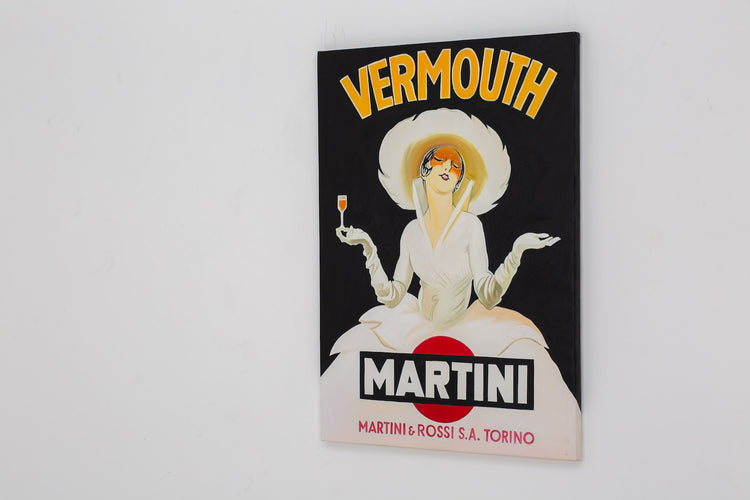 VERMOUTH
MARTINI
MARTINI & ROSSI S.A. TORINO